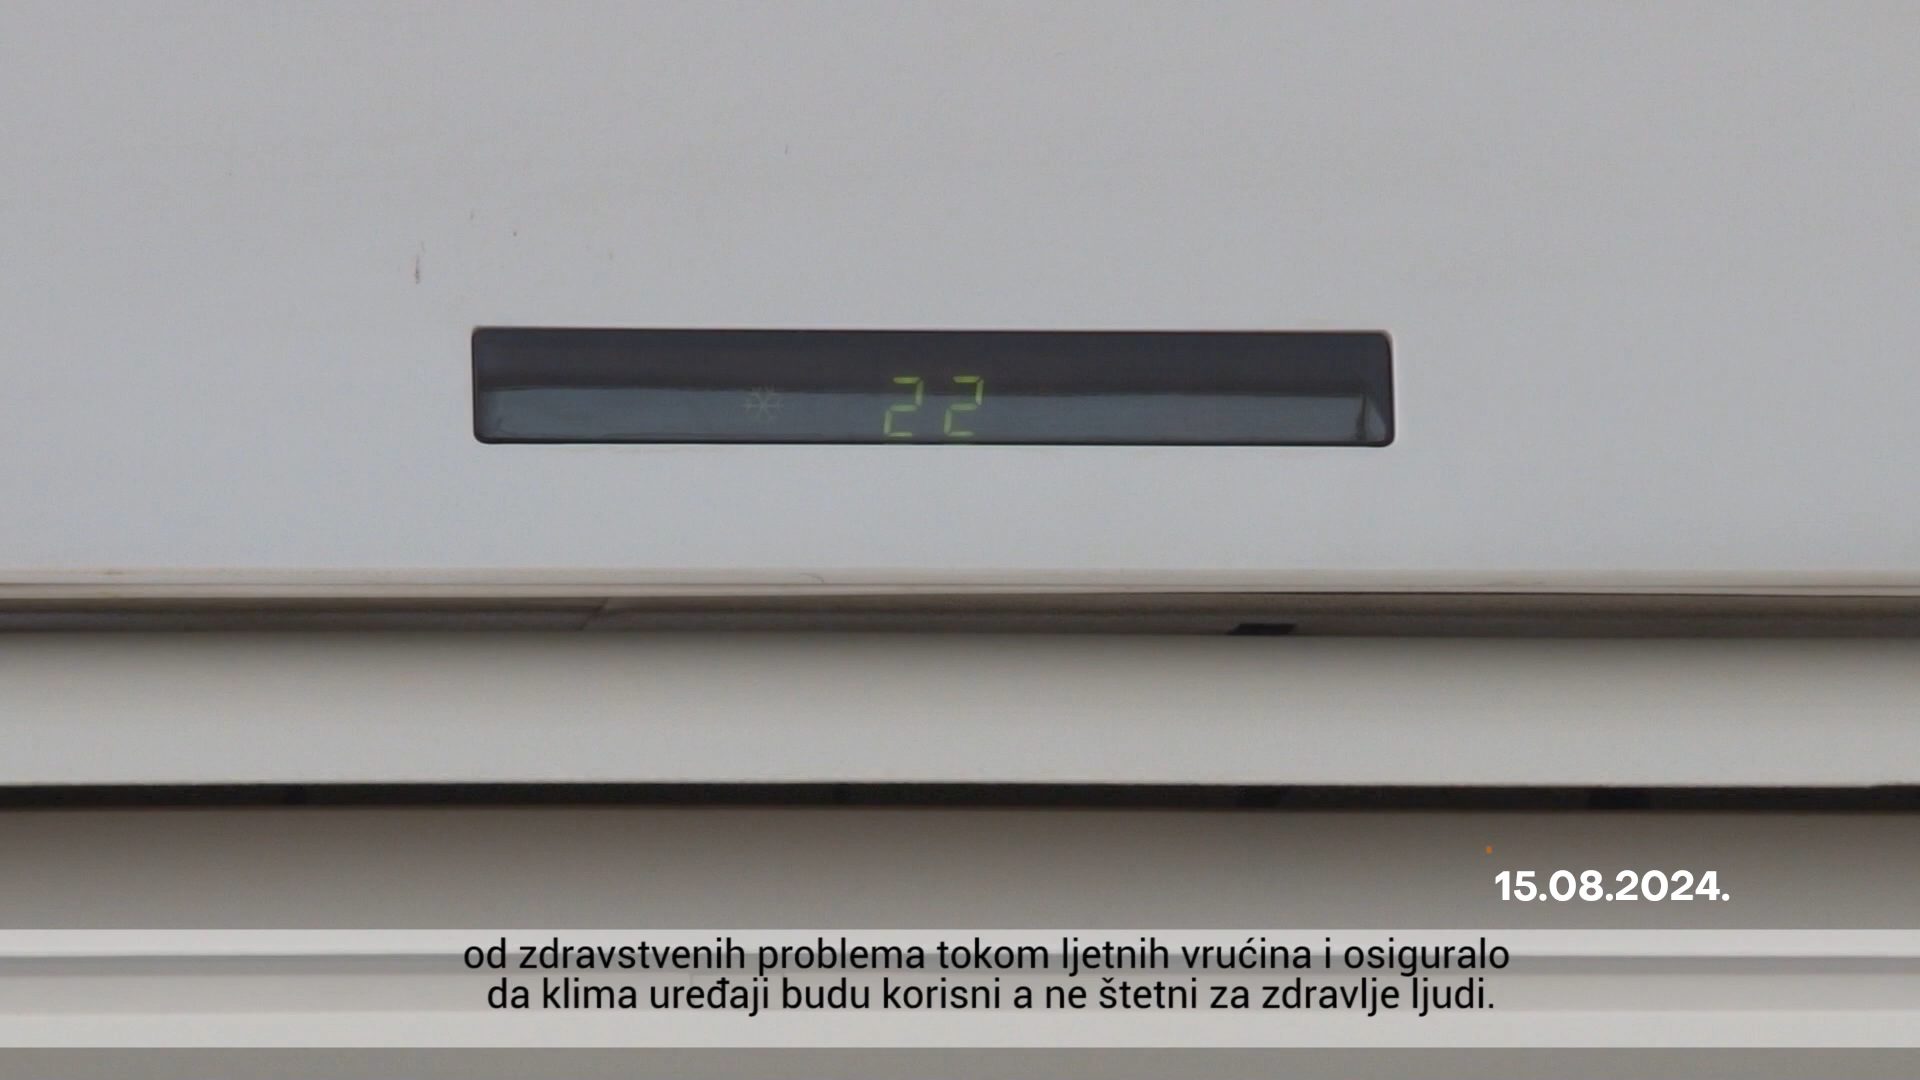 22
15.08.2024.
od zdravstvenih problema tokom ljetnih vrućina i osiguralo
da klima uređaji budu korisni a ne štetni za zdravlje ljudi.